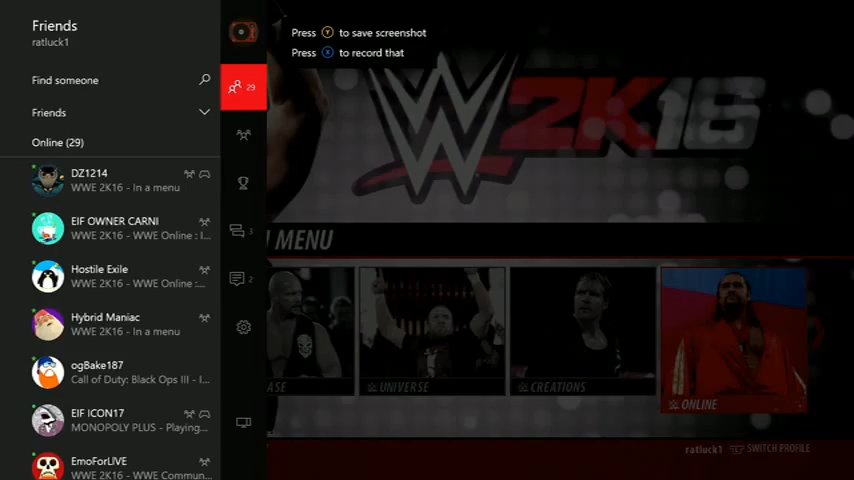 Friends
ratluck1
Find someone
Friends
Online (29)
DZ1214
WWE 2K16 - In a menu
EIF OWNER CARNI
WWE 2K16 - WWE Online : I...
Hostile Exile
WWE 2K16 - WWE Online :...
Hybrid Maniac
WWE 2K16 - In a menu
ogBake187
Call of Duty: Black Ops III - I...
EIF ICON17
MONOPOLY PLUS - Playing...
EmoForLIVE
WWE 2K16 - WWE Commun...
29
3
2
Press Y to save screenshot
Press X to record that
W 2K16
MENU
ASE
UNIVERSE
CREATIONS
ONLINE
ratluck1 SWITCH PROFILE